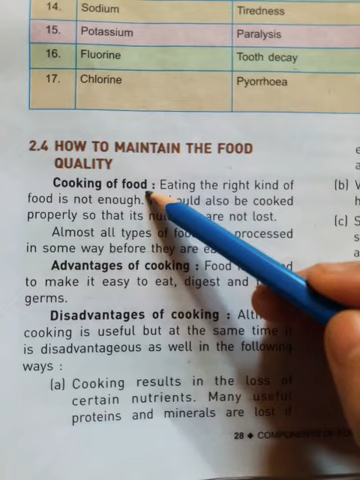 14. Sodium Tiredness
15. Potassium Paralysis
16. Fluorine Tooth decay
17. Chlorine Pyorrhoea
2.4 HOW TO MAINTAIN THE FOOD
QUALITY
Cooking of food : Eating the right kind of
food is not enough. should also be cooked
properly so that its are not lost.
Almost all types of processed
in some way before they are
Advantages of cooking : Food
to make it easy to eat, digest and
germs.
Disadvantages of cooking :
cooking is useful but at the same time
is disadvantageous as well in the following
ways :
(a) Cooking results in the loss of
certain nutrients. Many useful
proteins and minerals are lost if
(b)
(c)
28 ◆ COMPONENTS OF